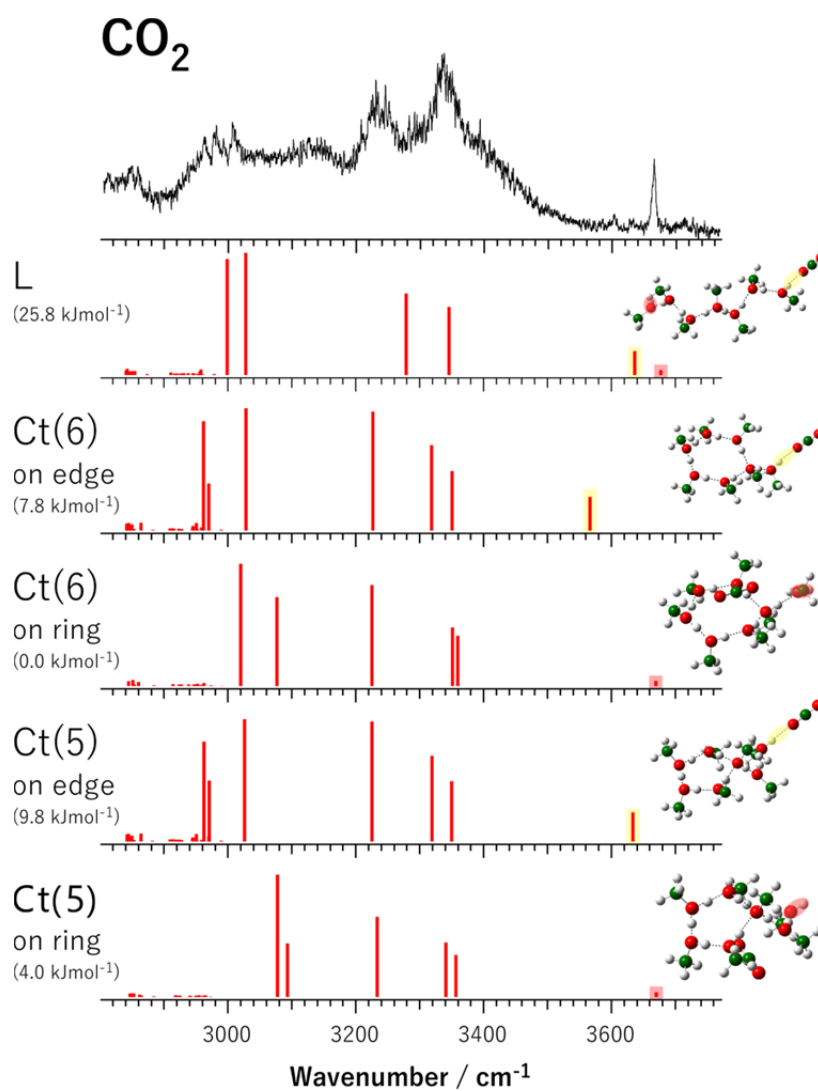 CO₂
L
(25.8 kJmol⁻¹)
Ct(6)
on edge
(7.8 kJmol⁻¹)
Ct(6)
on ring
(0.0 kJmol⁻¹)
Ct(5)
on edge
(9.8 kJmol⁻¹)
Ct(5)
on ring
(4.0 kJmol⁻¹)
3000 3200 3400 3600
Wavenumber / cm⁻¹